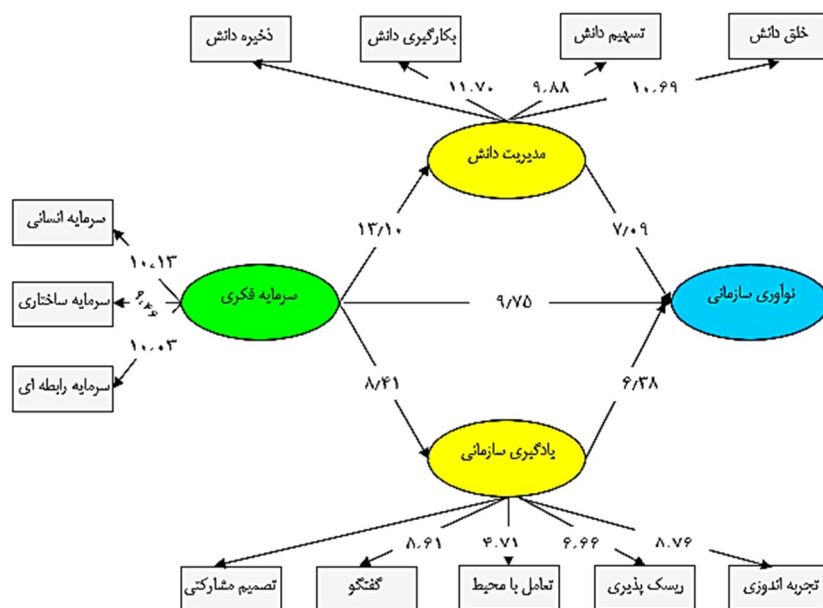 خلق دانش
تسهیم دانش
بکارگیری دانش
ذخیره دانش
۱۰.۶۹
۹.۸۸
۱۱.۷۰
مدیریت دانش
۱۳/۱۰
۷/۰۹
سرمایه انسانی
۱۰.۱۳
نوآوری سازمانی
۹/۷۵
سرمایه فکری
سرمایه ساختاری
۱۰.۰۳
سرمایه رابطه ای
۸/۴۱
۶/۳۸
یادگیری سازمانی
۸.۷۶
۶.۶۶
۴.۷۱
۸.۶۱
تجربه اندوزی
ریسک پذیری
تعامل با محیط
گفتگو
تصمیم مشارکتی